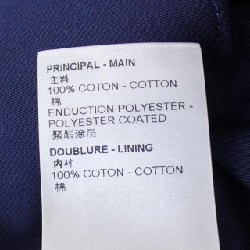 PRINCIPAL - MAIN
主料
100% COTON - COTTON
棉
ENDUCTION POLYESTER -
POLYESTER COATED
聚酯涂层
DOUBLURE - LINING
内衬
100% COTON - COTTON
棉